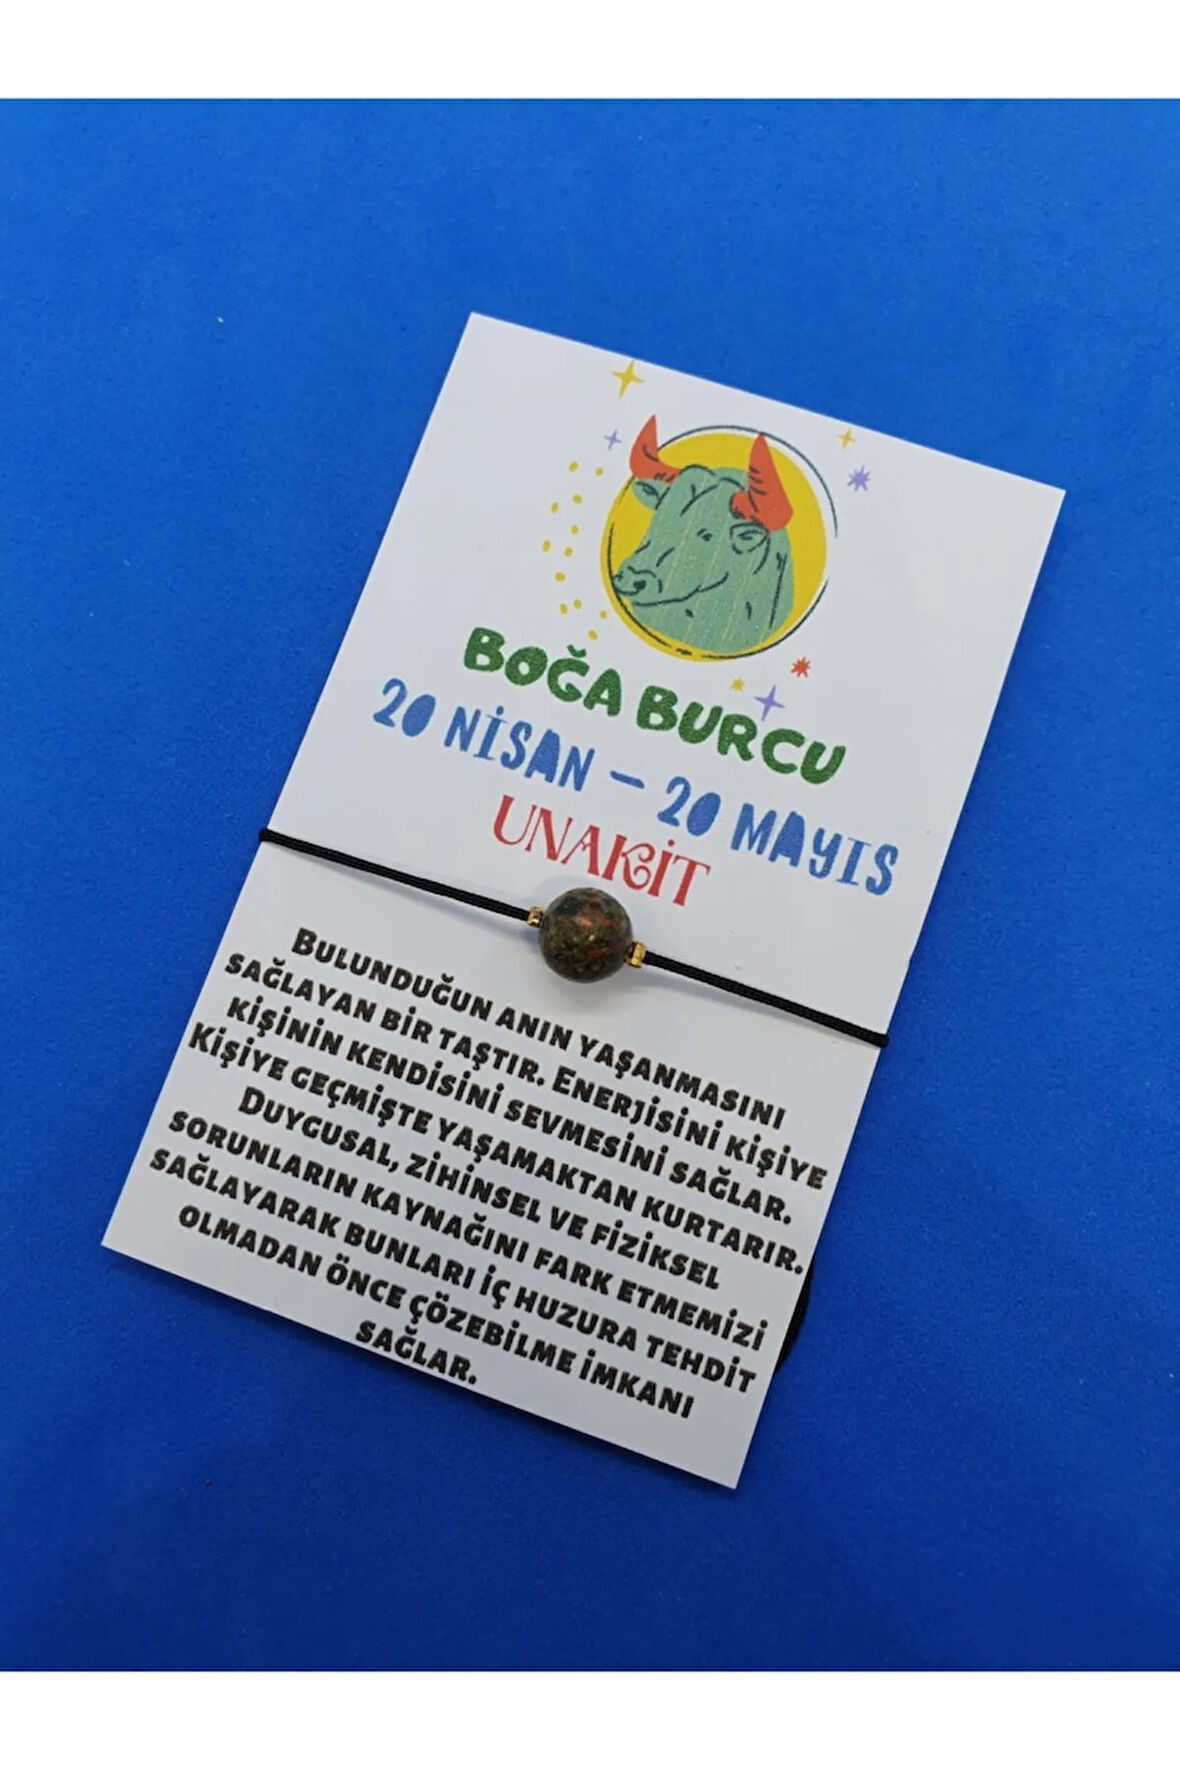 BOĞA BURCU
20 NİSAN - 20 MAYIS
UNAKİT
BULUNDUĞUN ANIN YAŞANMASINI
SAĞLAYAN BİR TAŞTIR. ENERJİSİNİ KİŞİYE
KİŞİNİN KENDİSİNİ SEVMESİNİ SAĞLAR.
KİŞİYE GEÇMİŞTE YAŞAMAKTAN KURTARIR.
DUYGUSAL, ZİHİNSEL VE FİZİKSEL
SORUNLARIN KAYNAĞINI FARK ETMEMİZİ
SAĞLAYARAK BUNLARI İÇ HUZURA TEHDİT
OLMADAN ÖNCE ÇÖZEBİLME İMKANI
SAĞLAR.